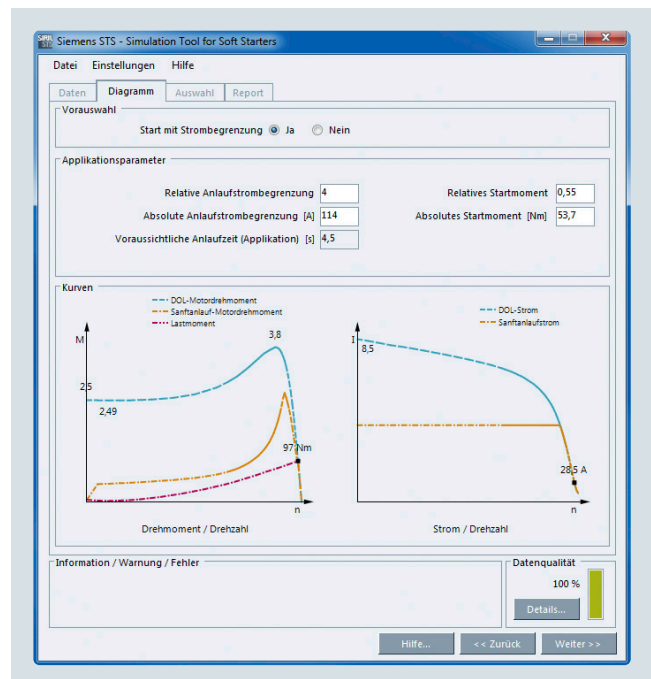 SIRIUS STS Siemens STS - Simulation Tool for Soft Starters
Datei Einstellungen Hilfe
Daten Diagramm Auswahl Report
Vorauswahl
Start mit Strombegrenzung Ja Nein
Applikationsparameter
Relative Anlaufstrombegrenzung 4 Relatives Startmoment 0,55
Absolute Anlaufstrombegrenzung [A] 114 Absolutes Startmoment [Nm] 53,7
Voraussichtliche Anlaufzeit (Applikation) [s] 4,5
Kurven
DOL-Motordrehmoment
Sanftanlauf-Motordrehmoment
Lastmoment
M
3,8
2,5
2,49
97 Nm
n
Drehmoment / Drehzahl
DOL-Strom
Sanftanlaufstrom
I
8,5
28,5 A
n
Strom / Drehzahl
Information / Warnung / Fehler
Datenqualität
100 %
Details...
Hilfe... << Zurück Weiter >>